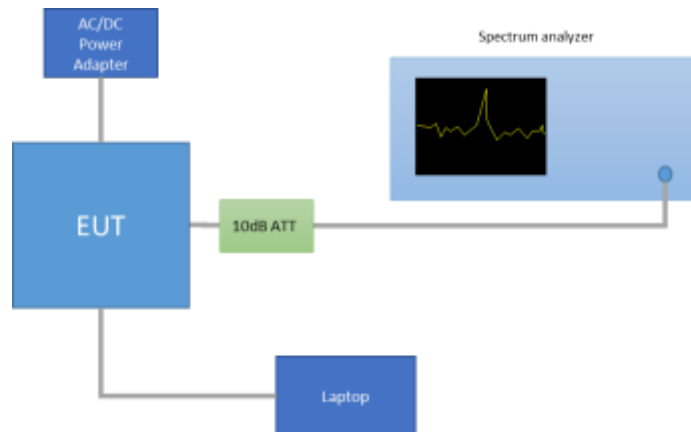 AC/DC
Power
Adapter
Spectrum analyzer
EUT
10dB ATT
Laptop